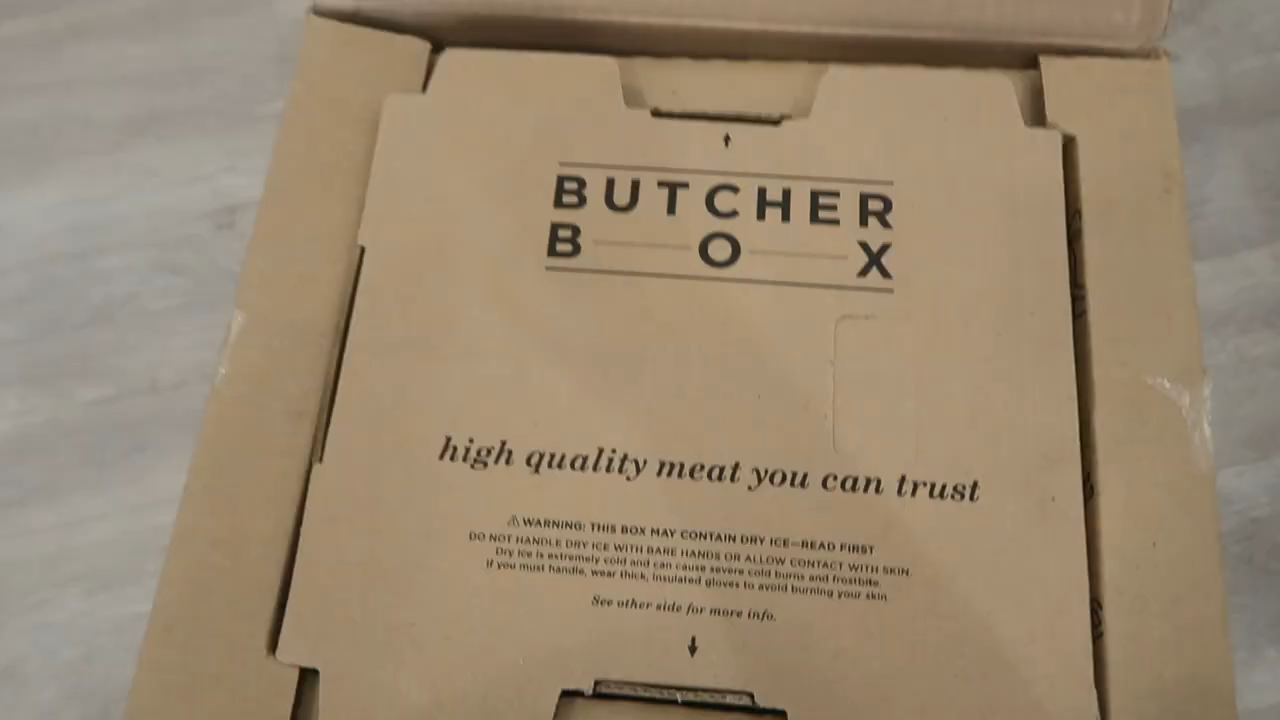 BUTCHER
BOX
high quality meat you can trust
⚠ WARNING: THIS BOX MAY CONTAIN DRY ICE—READ FIRST
DO NOT HANDLE DRY ICE WITH BARE HANDS OR ALLOW CONTACT WITH SKIN.
Dry ice is extremely cold and can cause severe cold burns and frostbite.
If you must handle, wear thick, insulated gloves to avoid burning your skin.
See other side for more info.